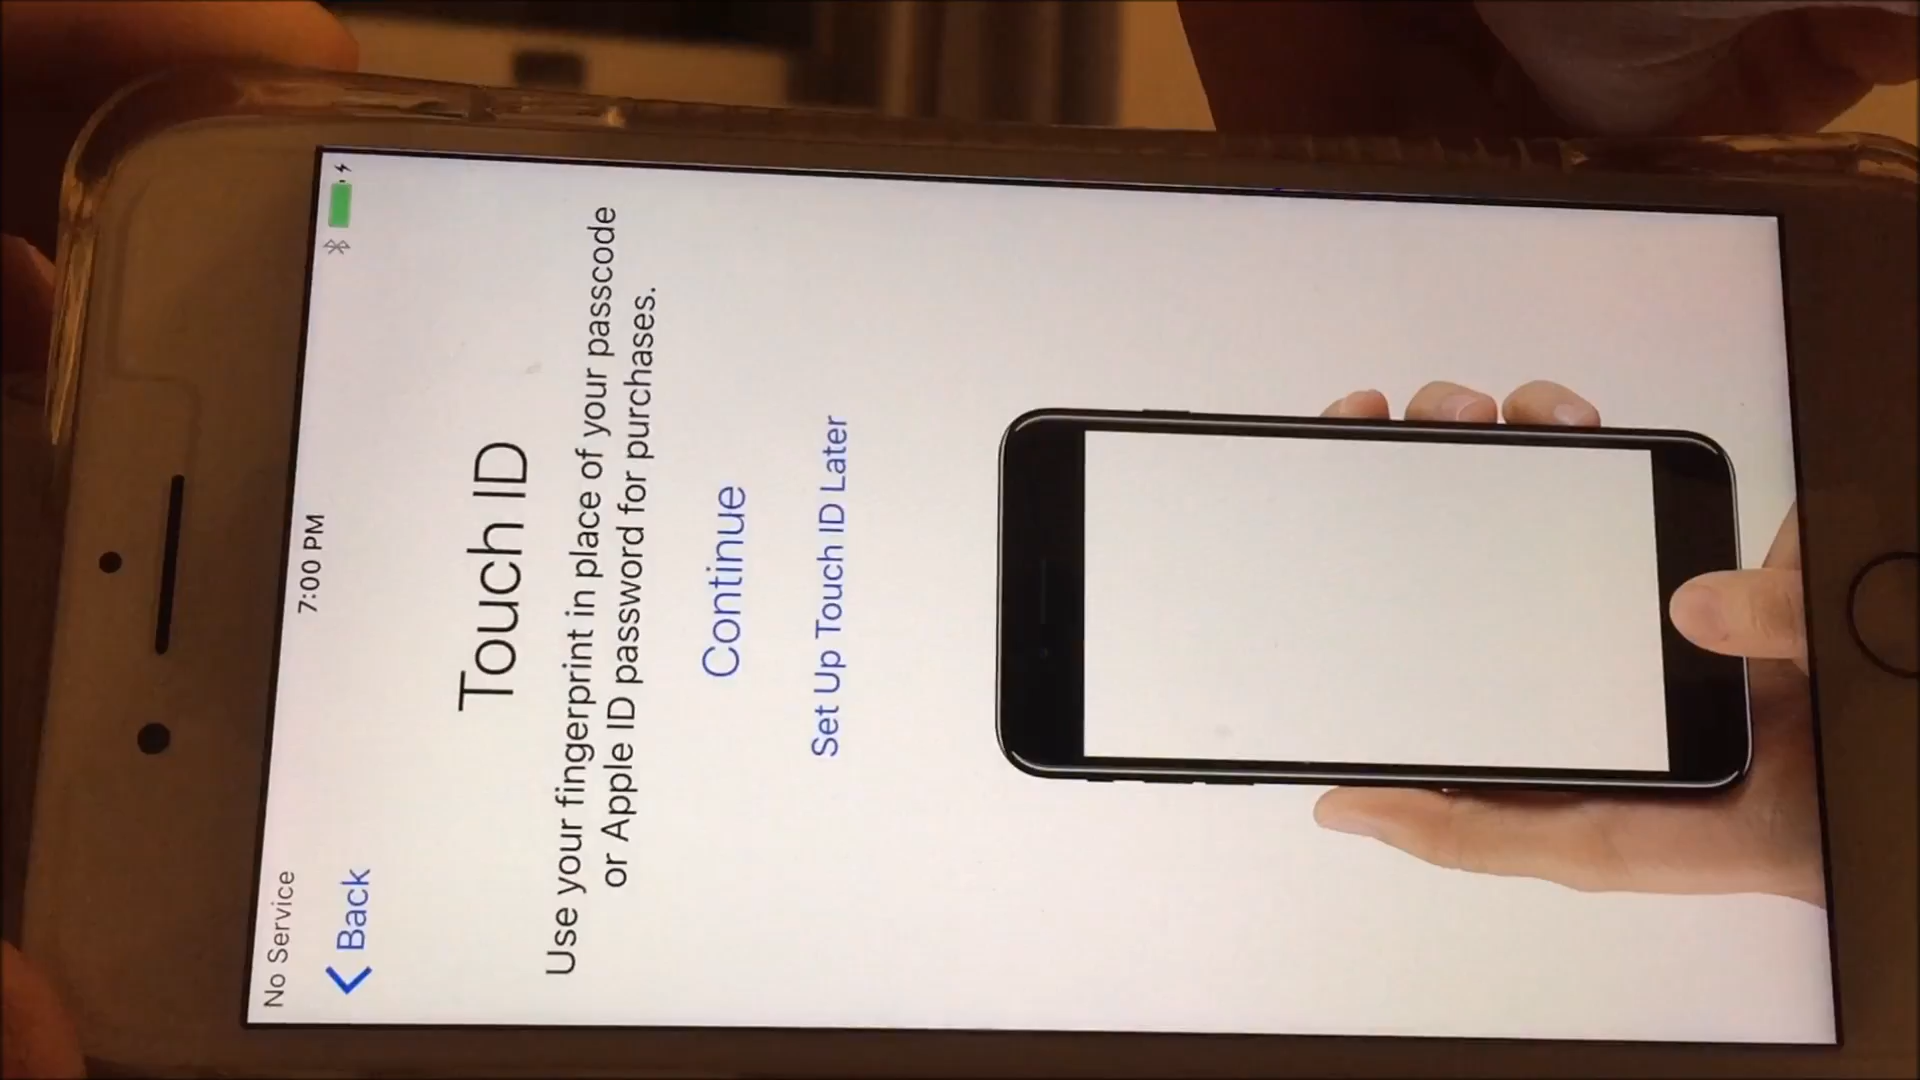 No Service
7:00 PM
Back
Touch ID
Use your fingerprint in place of your passcode
or Apple ID password for purchases.
Continue
Set Up Touch ID Later